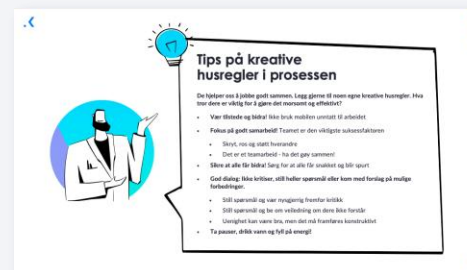 Tips på kreative
husregler i prosessen
De hjelper oss å jobbe godt sammen. Legg gjerne til noen egne kreative husregler. Hva
tror dere er viktig for å gjøre det morsomt og effektivt?
• Vær tilstede og bidra! Ikke bruk mobilen unntatt til arbeidet
• Fokus på godt samarbeid! Teamet er den viktigste suksessfaktoren
• Skryt, ros og støtt hverandre
• Det er et teamarbeid - ha det gøy sammen!
• Sikre at alle får bidra! Sørg for at alle får snakket og blir spurt
• God dialog: Ikke kritiser, still heller spørsmål eller kom med forslag på mulige
forbedringer.
• Still spørsmål og vær nysgjerrig fremfor kritikk
• Still spørsmål og be om veiledning om dere ikke forstår
• Uenighet kan være bra, men det må framføres konstruktivt
• Ta pauser, drikk vann og fyll på energi!